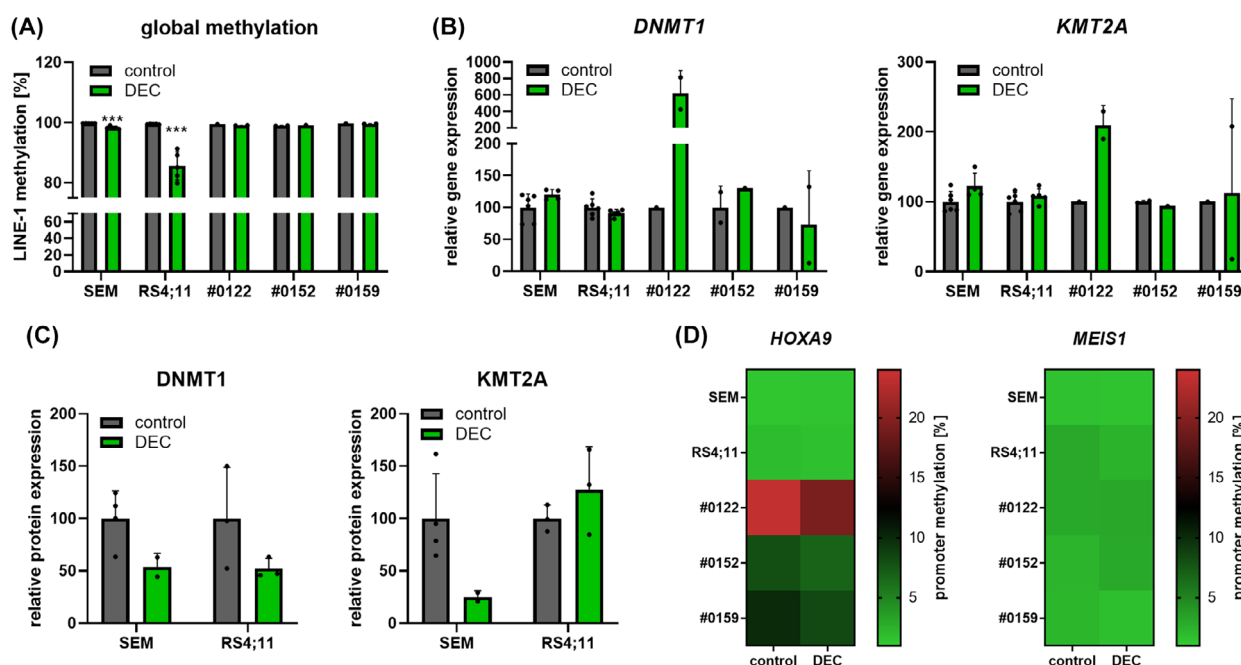 (A)
global methylation
LINE-1 methylation [%]
control
DEC
100
80
60
40
20
0
***
***
SEM RS4;11 #0122 #0152 #0159
(B)
DNMT1
relative gene expression
control
DEC
1000
800
600
400
200
150
100
50
0
SEM RS4;11 #0122 #0152 #0159
KMT2A
relative gene expression
control
DEC
300
200
100
0
SEM RS4;11 #0122 #0152 #0159
(C)
DNMT1
relative protein expression
control
DEC
200
150
100
50
0
SEM RS4;11
KMT2A
relative protein expression
control
DEC
200
150
100
50
0
SEM RS4;11
(D)
HOXA9
SEM
RS4;11
#0122
#0152
#0159
control DEC
20
15
10
5
promoter methylation [%]
MEIS1
SEM
RS4;11
#0122
#0152
#0159
control DEC
20
15
10
5
promoter methylation [%]